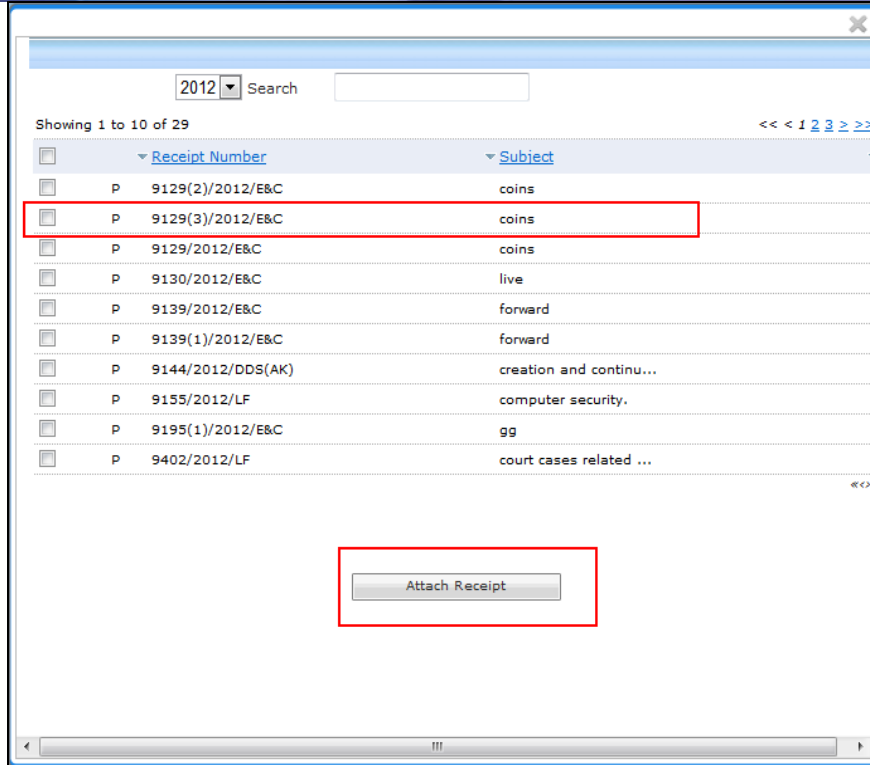 2012 Search
Showing 1 to 10 of 29 << < 1 2 3 > >>
Receipt Number Subject
P 9129(2)/2012/E&C coins
P 9129(3)/2012/E&C coins
P 9129/2012/E&C coins
P 9130/2012/E&C live
P 9139/2012/E&C forward
P 9139(1)/2012/E&C forward
P 9144/2012/DDS(AK) creation and continu...
P 9155/2012/LF computer security.
P 9195(1)/2012/E&C gg
P 9402/2012/LF court cases related ...
Attach Receipt